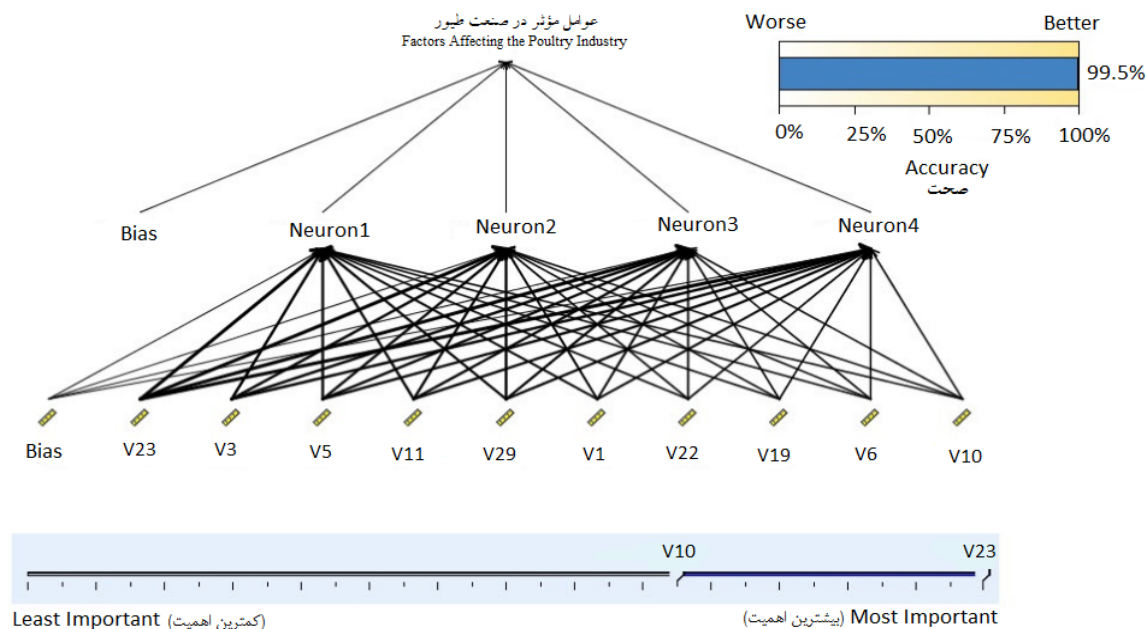 عوامل مؤثر در صنعت طیور
Factors Affecting the Poultry Industry
Worse Better
99.5%
0% 25% 50% 75% 100%
Accuracy
صحت
Bias Neuron1 Neuron2 Neuron3 Neuron4
Bias V23 V3 V5 V11 V29 V1 V22 V19 V6 V10
V10 V23
Least Important (کمترین اهمیت) (بیشترین اهمیت) Most Important